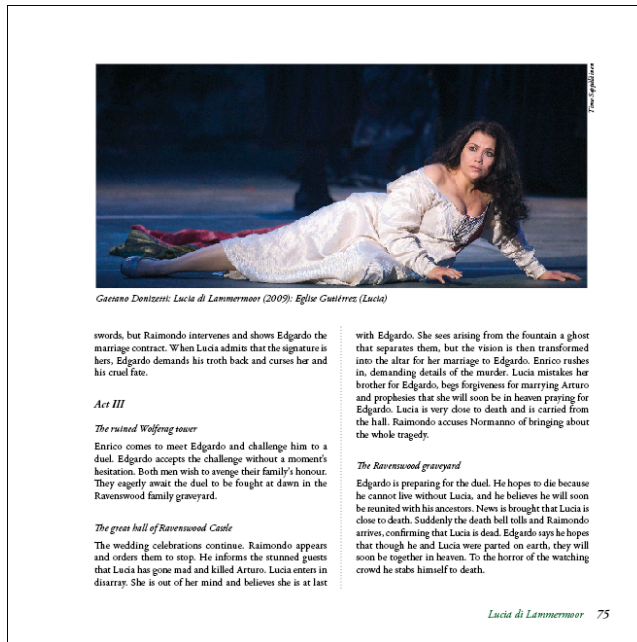 Timo Seppäläinen
Gaetano Donizetti: Lucia di Lammermoor (2009): Eglise Gutiérrez (Lucia)
swords, but Raimondo intervenes and shows Edgardo the
marriage contract. When Lucia admits that the signature is
hers, Edgardo demands his troth back and curses her and
his cruel fate.
Act III
The ruined Wolferag tower
Enrico comes to meet Edgardo and challenge him to a
duel. Edgardo accepts the challenge without a moment's
hesitation. Both men wish to avenge their family's honour.
They eagerly await the duel to be fought at dawn in the
Ravenswood family graveyard.
The great hall of Ravenswood Castle
The wedding celebrations continue. Raimondo appears
and orders them to stop. He informs the stunned guests
that Lucia has gone mad and killed Arturo. Lucia enters in
disarray. She is out of her mind and believes she is at last
with Edgardo. She sees arising from the fountain a ghost
that separates them, but the vision is then transformed
into the altar for her marriage to Edgardo. Enrico rushes
in, demanding details of the murder. Lucia mistakes her
brother for Edgardo, begs forgiveness for marrying Arturo
and prophesies that she will soon be in heaven praying for
Edgardo. Lucia is very close to death and is carried from
the hall. Raimondo accuses Normanno of bringing about
the whole tragedy.
The Ravenswood graveyard
Edgardo is preparing for the duel. He hopes to die because
he cannot live without Lucia, and he believes he will soon
be reunited with his ancestors. News is brought that Lucia is
close to death. Suddenly the death bell tolls and Raimondo
arrives, confirming that Lucia is dead. Edgardo says he hopes
that though he and Lucia were parted on earth, they will
soon be together in heaven. To the horror of the watching
crowd he stabs himself to death.
Lucia di Lammermoor 75